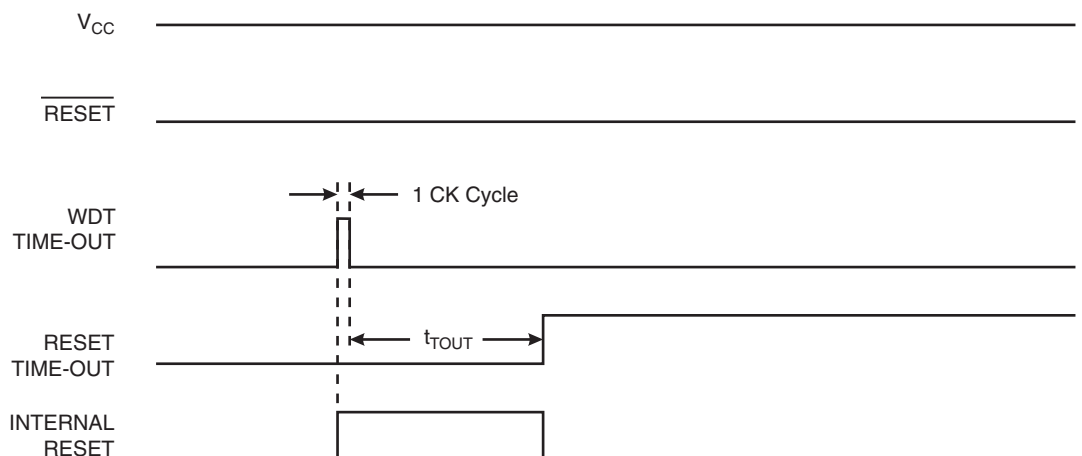 VCC
RESET
1 CK Cycle
WDT
TIME-OUT
RESET
TIME-OUT
tTOUT
INTERNAL
RESET